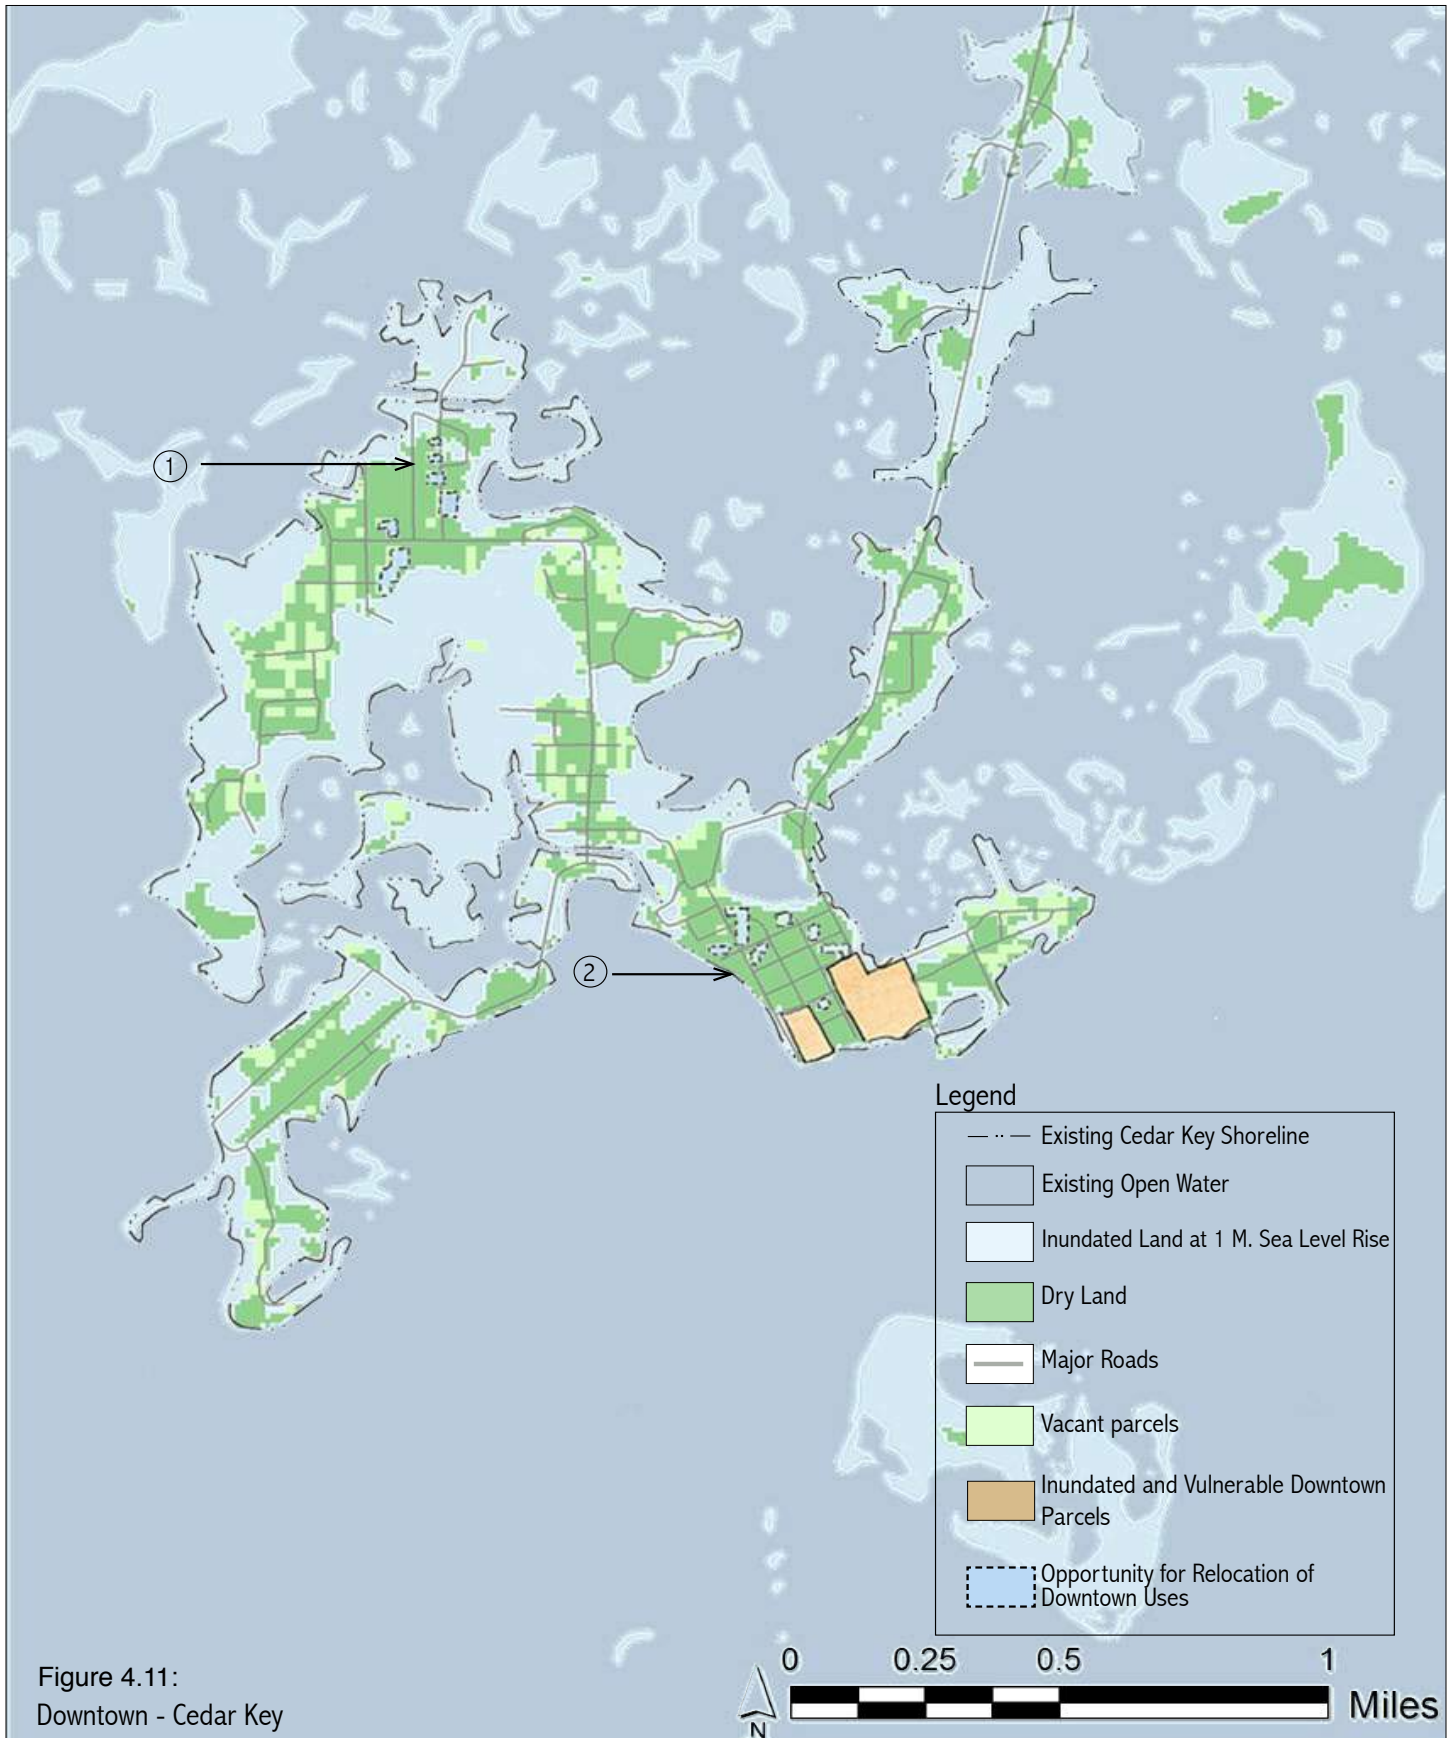 ①
②
Legend
Existing Cedar Key Shoreline
Existing Open Water
Inundated Land at 1 M. Sea Level Rise
Dry Land
Major Roads
Vacant parcels
Inundated and Vulnerable Downtown
Parcels
Opportunity for Relocation of
Downtown Uses
0 0.25 0.5 1
Miles
N
Figure 4.11:
Downtown - Cedar Key